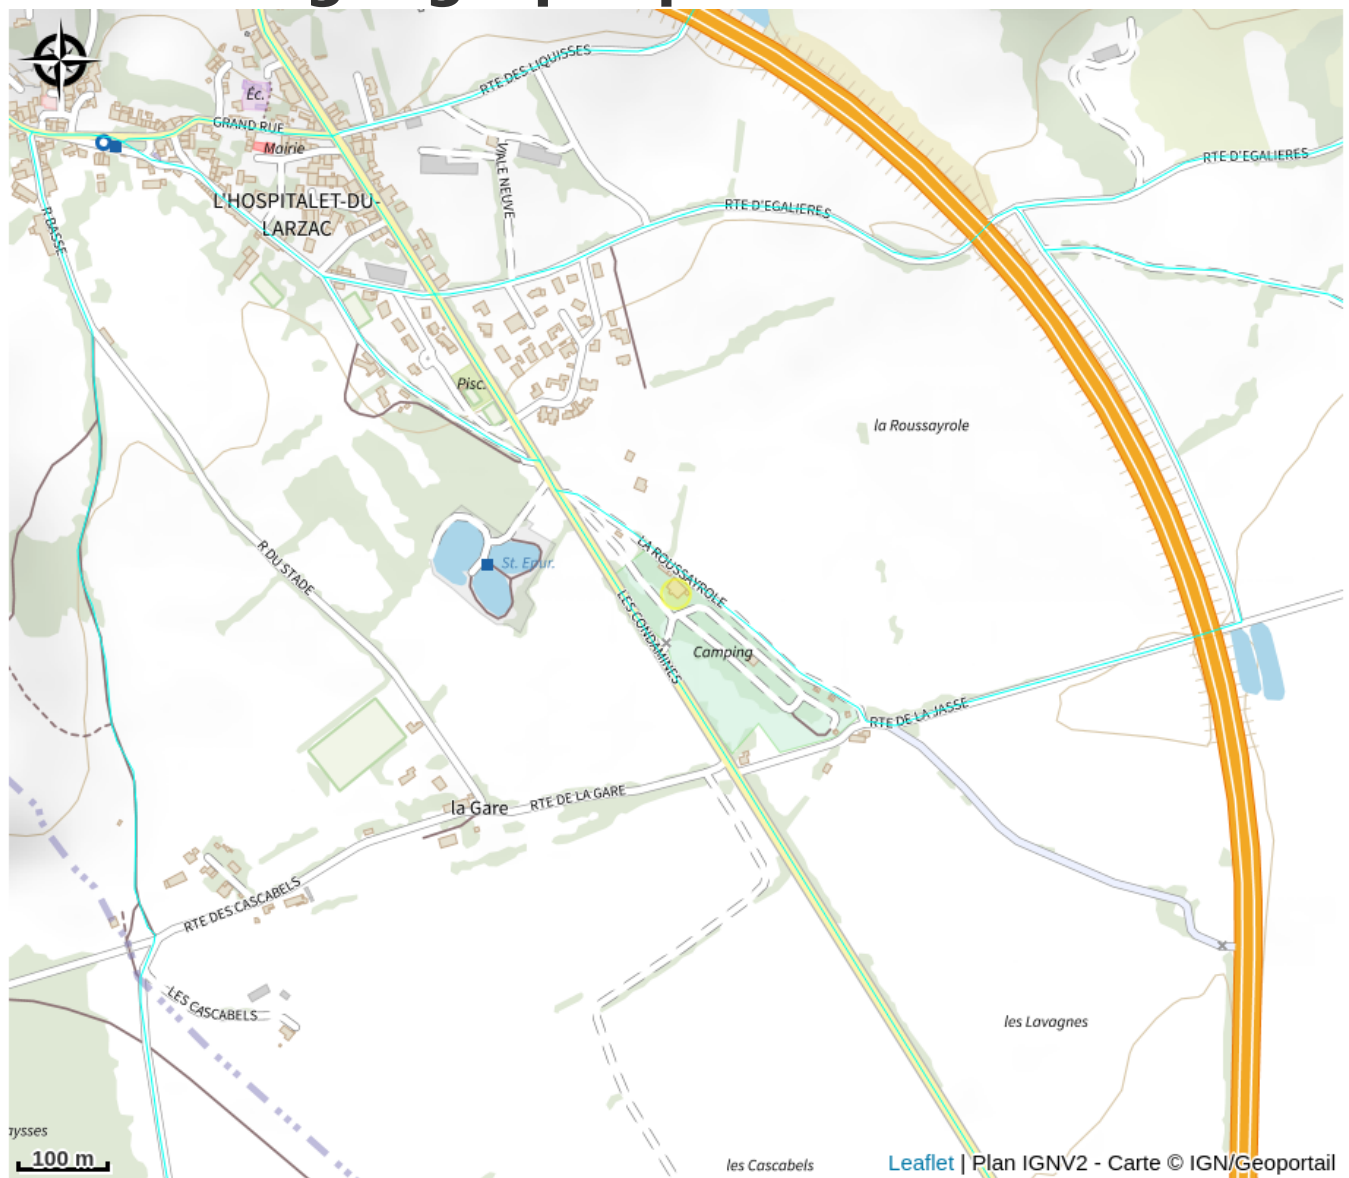 RTE DES LIQUISSES
Éc.
GRAND RUE
Mairie
RTE D'EGALIERES
VIALE NEUVE
L'HOSPITALET-DU-
LARZAC
RTE D'EGALIERES
R BASSE
Pisc.
la Roussayrole
R DU STADE
St. Epur.
LA ROUSSAYROLE
LES CONDAMINES
Camping
RTE DE LA JASSE
la Gare
RTE DE LA GARE
RTE DES CASCABELS
LES CASCABELS
les Lavagnes
aysses
100 m
les Cascabels
Leaflet | Plan IGNV2 - Carte © IGN/Geoportail